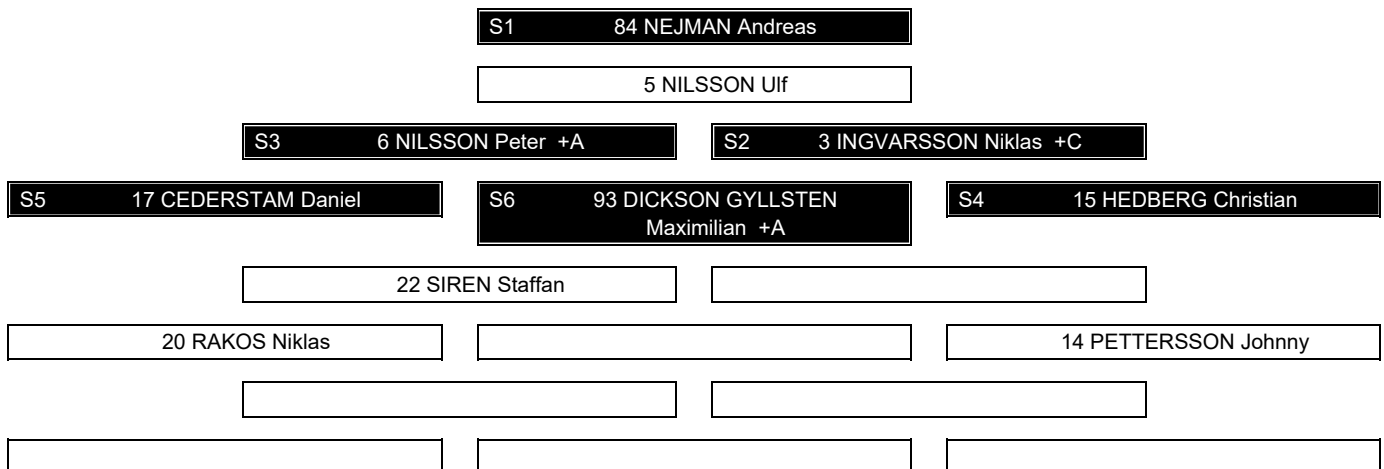 S1 84 NEJMAN Andreas
5 NILSSON Ulf
S3 6 NILSSON Peter +A
S2 3 INGVARSSON Niklas +C
S5 17 CEDERSTAM Daniel
S6 93 DICKSON GYLLSTEN
Maximilian +A
S4 15 HEDBERG Christian
22 SIREN Staffan
20 RAKOS Niklas
14 PETTERSSON Johnny